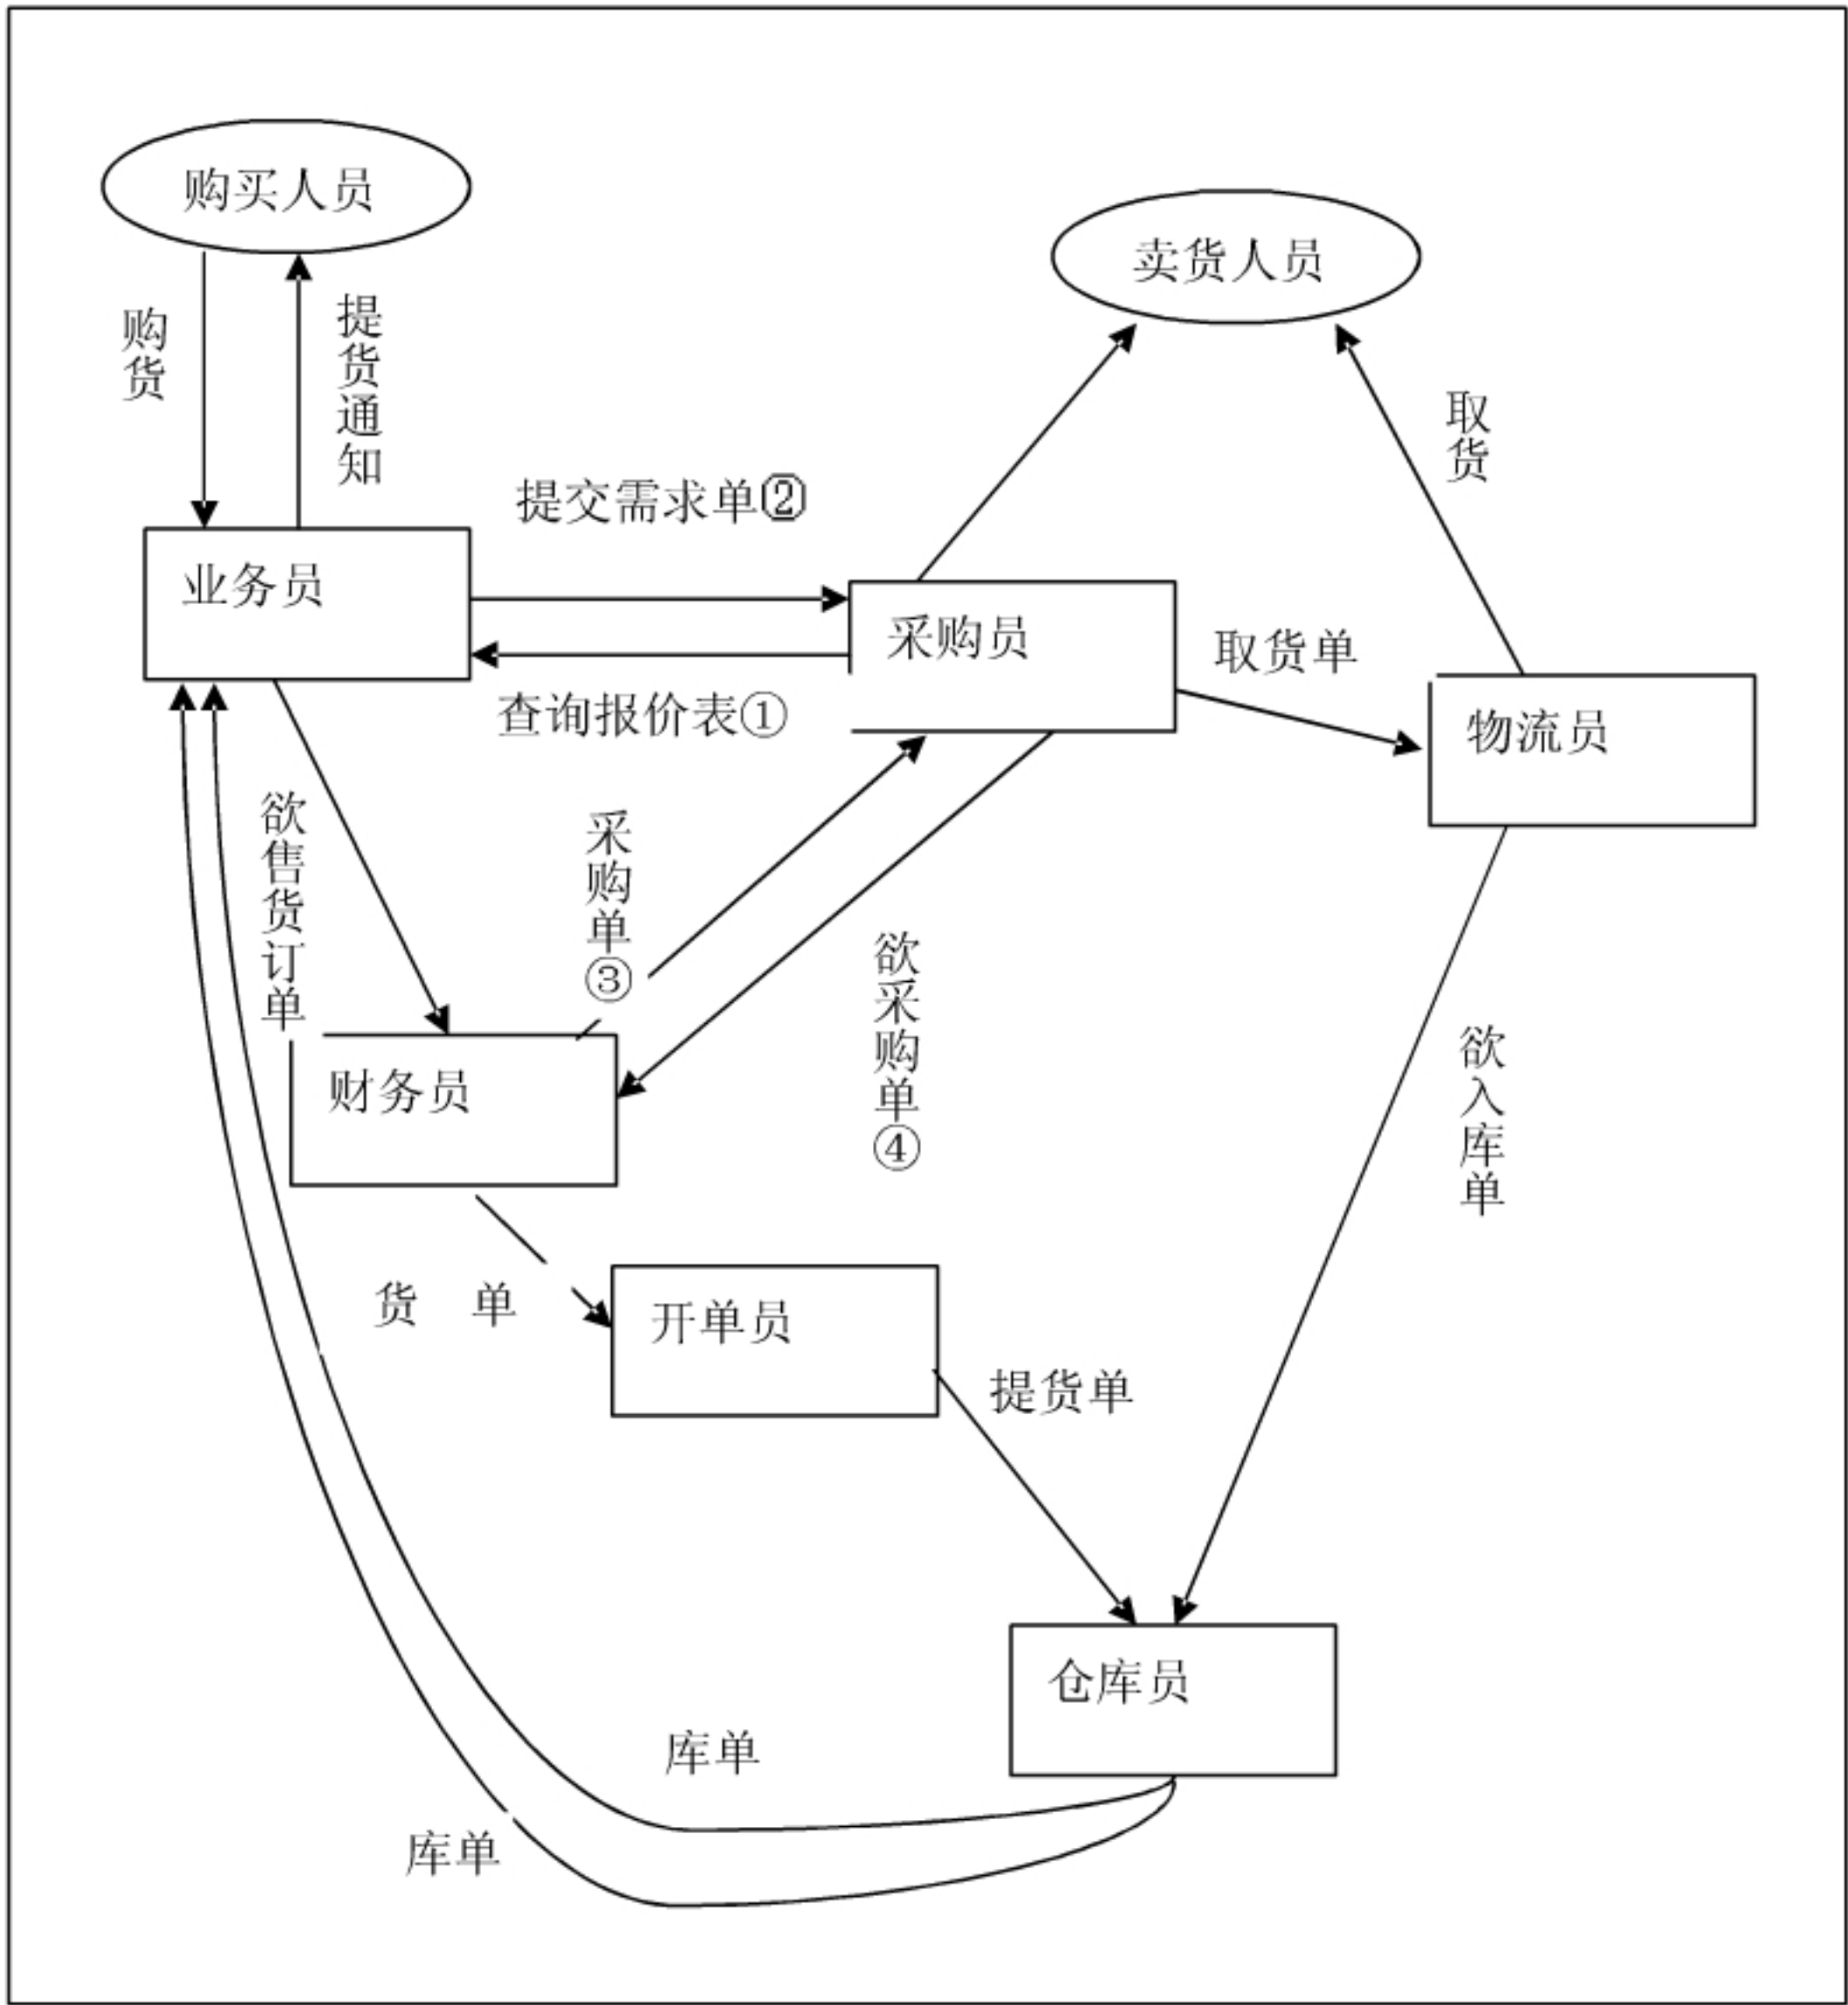 购买人员
卖货人员
购货
提货通知
取货
提交需求单②
业务员
采购员
取货单
查询报价表①
物流员
欲售货订单
采购单③
欲采购单④
财务员
欲入库单
货 单
开单员
提货单
仓库员
库单
库单